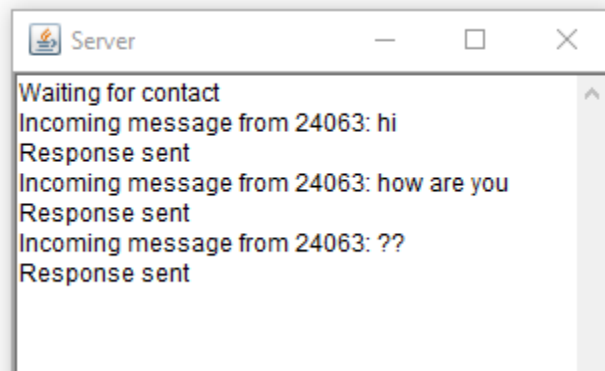 Server
Waiting for contact
Incoming message from 24063: hi
Response sent
Incoming message from 24063: how are you
Response sent
Incoming message from 24063: ??
Response sent